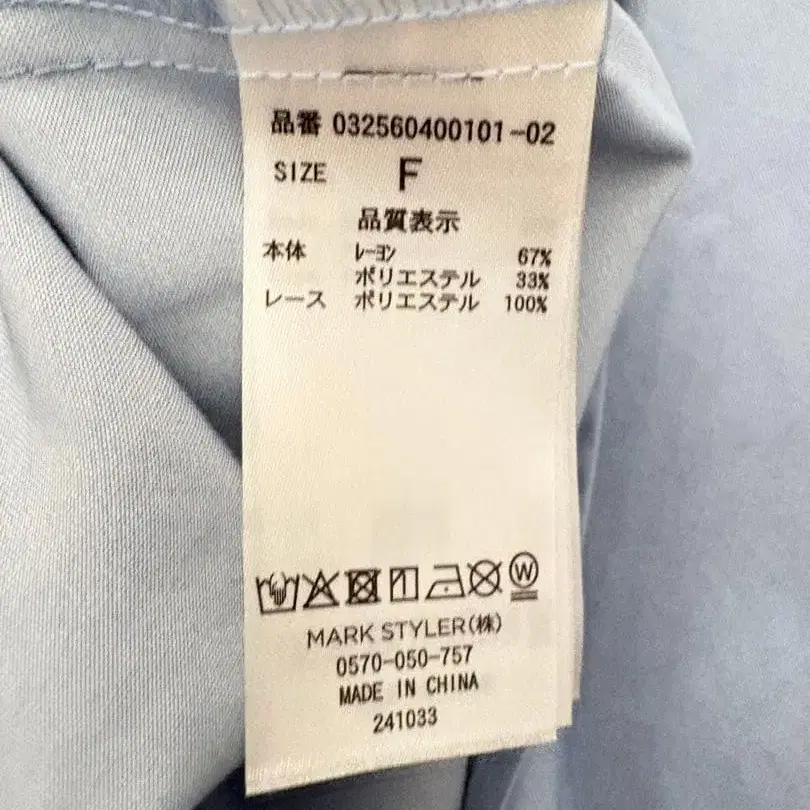 品番 032560400101-02
SIZE F
品質表示
本体 レーヨン 67%
ポリエステル 33%
レース ポリエステル 100%
W
MARK STYLER(株)
0570-050-757
MADE IN CHINA
241033